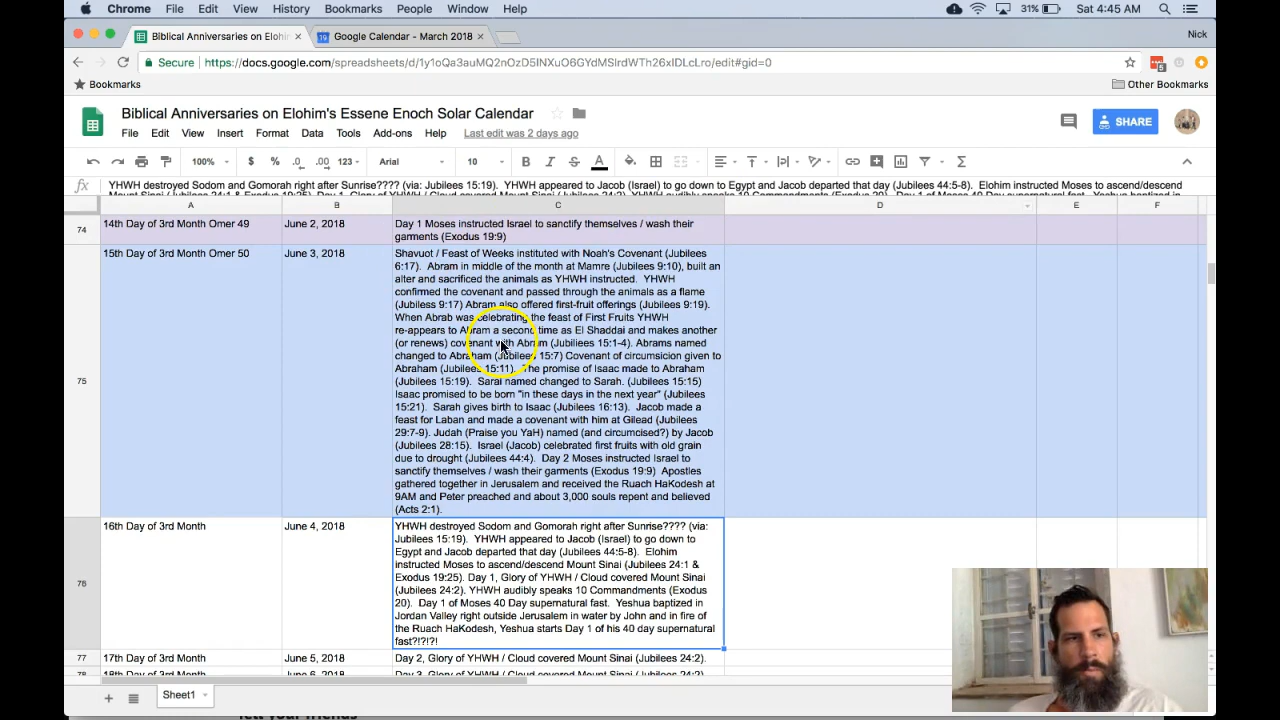 Chrome File Edit View History Bookmarks People Window Help 31% Sat 4:45 AM
Biblical Anniversaries on Elohim Google Calendar - March 2018 Nick
Secure https://docs.google.com/spreadsheets/d/1y1oQa3auMQ2nOzD5INXuO6GYdMSlrdWTh26xIDLcLro/edit#gid=0
Bookmarks Other Bookmarks
Biblical Anniversaries on Elohim's Essene Enoch Solar Calendar
File Edit View Insert Format Data Tools Add-ons Help Last edit was 2 days ago
SHARE
100% $ % .0 .00 123 Arial 10 B I S A
fx YHWH destroyed Sodom and Gomorah right after Sunrise???? (via: Jubilees 15:19). YHWH appeared to Jacob (Israel) to go down to Egypt and Jacob departed that day (Jubilees 44:5-8). Elohim instructed Moses to ascend/descend
A B C D E F
74 14th Day of 3rd Month Omer 49 June 2, 2018 Day 1 Moses instructed Israel to sanctify themselves / wash their
garments (Exodus 19:9)
15th Day of 3rd Month Omer 50 June 3, 2018 Shavuot / Feast of Weeks instituted with Noah's Covenant (Jubilees
6:17). Abram in middle of the month at Mamre (Jubilees 9:10), built an
alter and sacrificed the animals as YHWH instructed. YHWH
confirmed the covenant and passed through the animals as a flame
(Jubilees 9:17) Abram also offered first-fruit offerings (Jubilees 9:19).
When Abrab was celebrating the feast of First Fruits YHWH
re-appears to Abram a second time as El Shaddai and makes another
(or renews) covenant with Abram (Jubiliees 15:1-4). Abrams named
changed to Abraham (Jubilees 15:7) Covenant of circumsicion given to
Abraham (Jubilees 15:11). The promise of Isaac made to Abraham
75 (Jubilees 15:19). Sarai named changed to Sarah. (Jubilees 15:15)
Isaac promised to be born "in these days in the next year" (Jubilees
15:21). Sarah gives birth to Isaac (Jubilees 16:13). Jacob made a
feast for Laban and made a covenant with him at Gilead (Jubilees
29:7-9). Judah (Praise you YaH) named (and circumcised?) by Jacob
(Jubilees 28:15). Israel (Jacob) celebrated first fruits with old grain
due to drought (Jubilees 44:4). Day 2 Moses instructed Israel to
sanctify themselves / wash their garments (Exodus 19:9) Apostles
gathered together in Jerusalem and received the Ruach HaKodesh at
9AM and Peter preached and about 3,000 souls repent and believed
(Acts 2:1).
16th Day of 3rd Month June 4, 2018 YHWH destroyed Sodom and Gomorah right after Sunrise???? (via:
Jubilees 15:19). YHWH appeared to Jacob (Israel) to go down to
Egypt and Jacob departed that day (Jubilees 44:5-8). Elohim
instructed Moses to ascend/descend Mount Sinai (Jubilees 24:1 &
76 Exodus 19:25). Day 1, Glory of YHWH / Cloud covered Mount Sinai
(Jubilees 24:2). YHWH audibly speaks 10 Commandments (Exodus
20). Day 1 of Moses 40 Day supernatural fast. Yeshua baptized in
Jordan Valley right outside Jerusalem in water by John and in fire of
the Ruach HaKodesh, Yeshua starts Day 1 of his 40 day supernatural
fast?!?!?!
77 17th Day of 3rd Month June 5, 2018 Day 2, Glory of YHWH / Cloud covered Mount Sinai (Jubilees 24:2).
78 18th Day of 3rd Month June 6, 2018 Day 3, Glory of YHWH / Cloud covered Mount Sinai (Jubilees 24:2)
Sheet1
Tell your friends